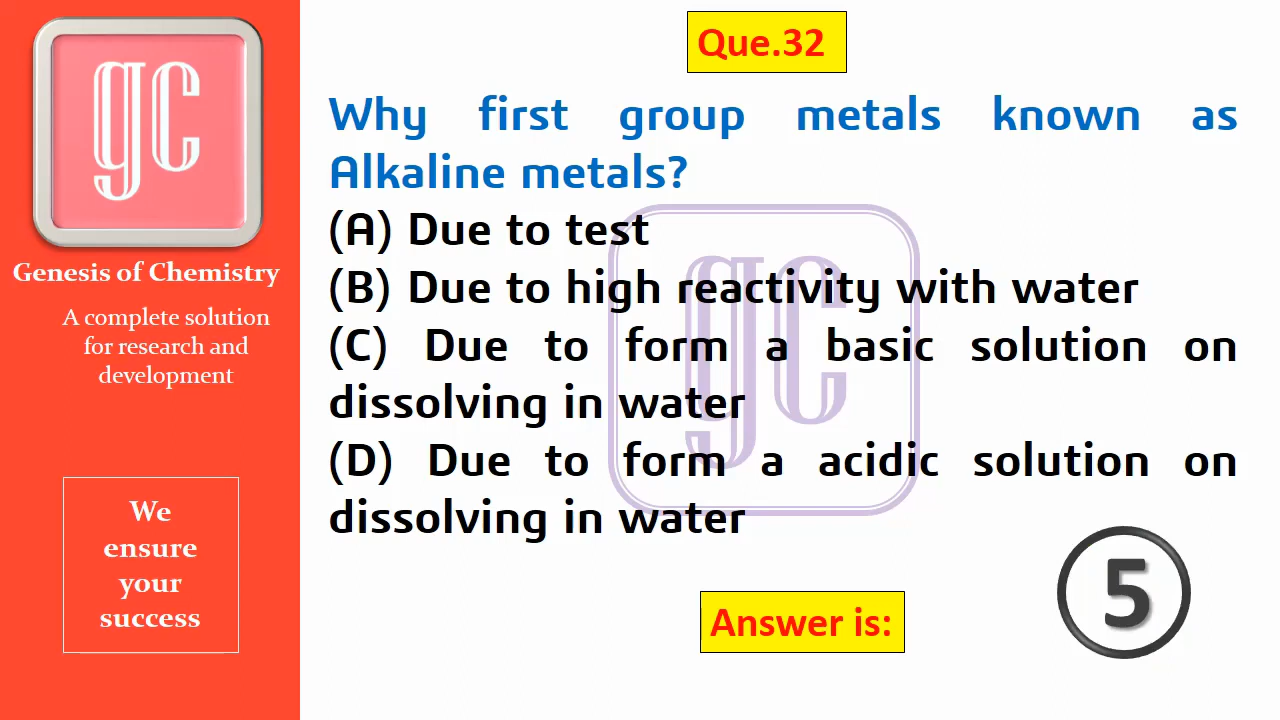 gc
Genesis of Chemistry
A complete solution
for research and
development
We
ensure
your
success
Que.32
Why first group metals known as
Alkaline metals?
(A) Due to test
(B) Due to high reactivity with water
(C) Due to form a basic solution on
dissolving in water
(D) Due to form a acidic solution on
dissolving in water
gc
Answer is:
5